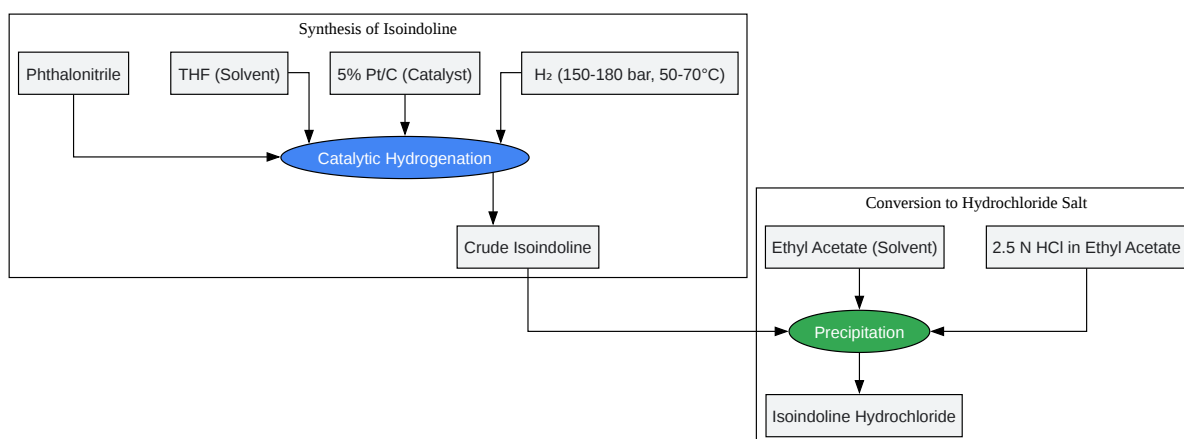 Synthesis of Isoindoline
Phthalonitrile
THF (Solvent)
5% Pt/C (Catalyst)
H₂ (150-180 bar, 50-70°C)
Catalytic Hydrogenation
Crude Isoindoline
Conversion to Hydrochloride Salt
Ethyl Acetate (Solvent)
2.5 N HCl in Ethyl Acetate
Precipitation
Isoindoline Hydrochloride